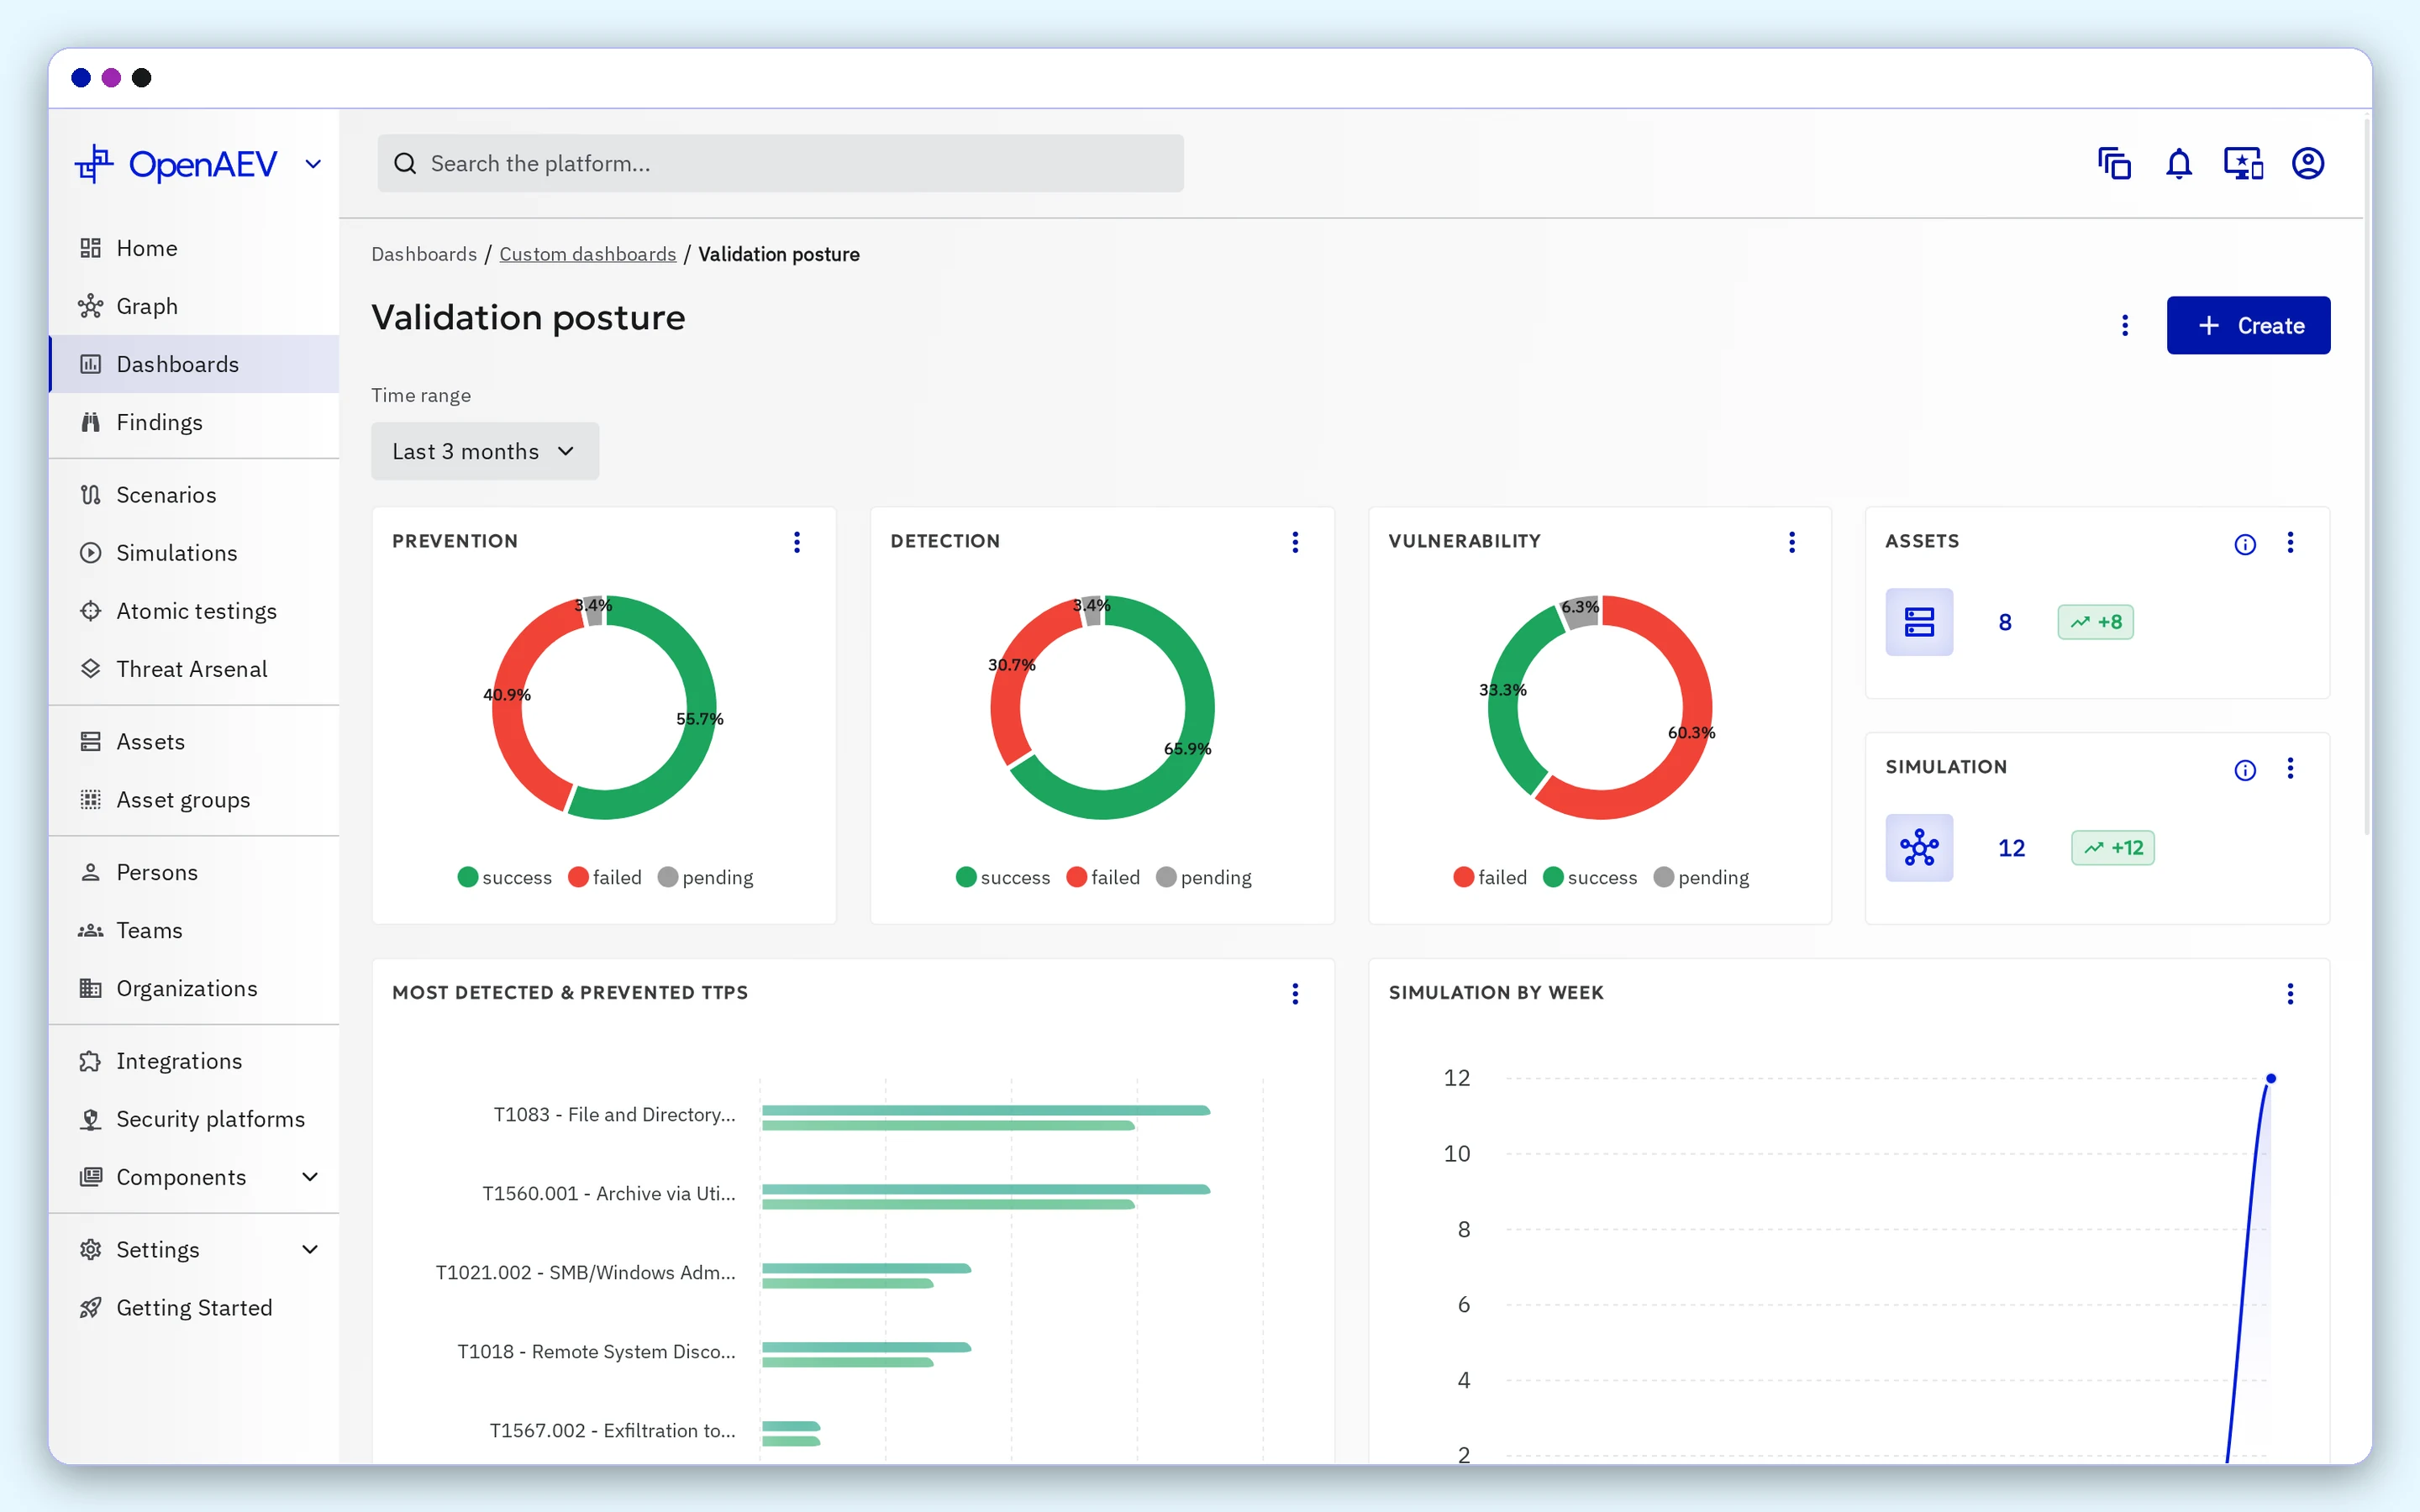 OpenAEV
Search the platform...
Home
Graph
Dashboards
Findings
Scenarios
Simulations
Atomic testings
Threat Arsenal
Assets
Asset groups
Persons
Teams
Organizations
Integrations
Security platforms
Components
Settings
Getting Started
Dashboards / Custom dashboards / Validation posture
Validation posture
Create
Time range
Last 3 months
PREVENTION
3.4%
40.9%
55.7%
success failed pending
DETECTION
3.4%
30.7%
65.9%
success failed pending
VULNERABILITY
6.3%
33.3%
60.3%
failed success pending
ASSETS
8 +8
SIMULATION
12 +12
MOST DETECTED & PREVENTED TTPS
T1083 - File and Directory...
T1560.001 - Archive via Uti...
T1021.002 - SMB/Windows Adm...
T1018 - Remote System Disco...
T1567.002 - Exfiltration to...
SIMULATION BY WEEK
12
10
8
6
4
2